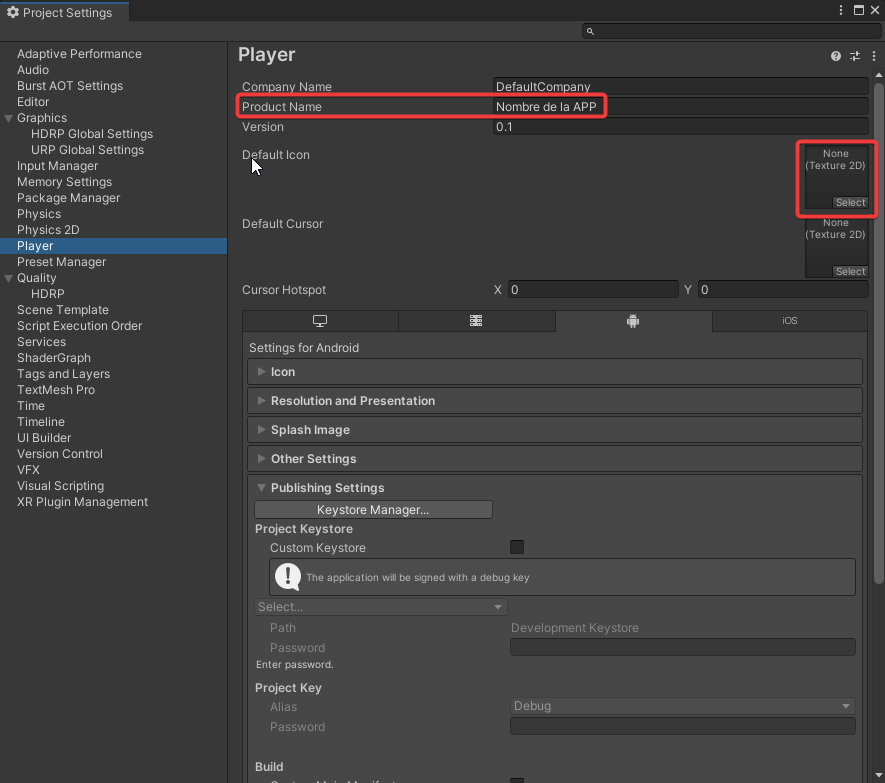 Project Settings
Adaptive Performance
Audio
Burst AOT Settings
Editor
Graphics
HDRP Global Settings
URP Global Settings
Input Manager
Memory Settings
Package Manager
Physics
Physics 2D
Player
Preset Manager
Quality
HDRP
Scene Template
Script Execution Order
Services
ShaderGraph
Tags and Layers
TextMesh Pro
Time
Timeline
UI Builder
Version Control
VFX
Visual Scripting
XR Plugin Management
Player
Company Name DefaultCompany
Product Name Nombre de la APP
Version 0.1
Default Icon
None
(Texture 2D)
Select
Default Cursor
None
(Texture 2D)
Select
Cursor Hotspot X 0 Y 0
iOS
Settings for Android
Icon
Resolution and Presentation
Splash Image
Other Settings
Publishing Settings
Keystore Manager...
Project Keystore
Custom Keystore
The application will be signed with a debug key
Select...
Path Development Keystore
Password
Enter password.
Project Key
Alias Debug
Password
Build